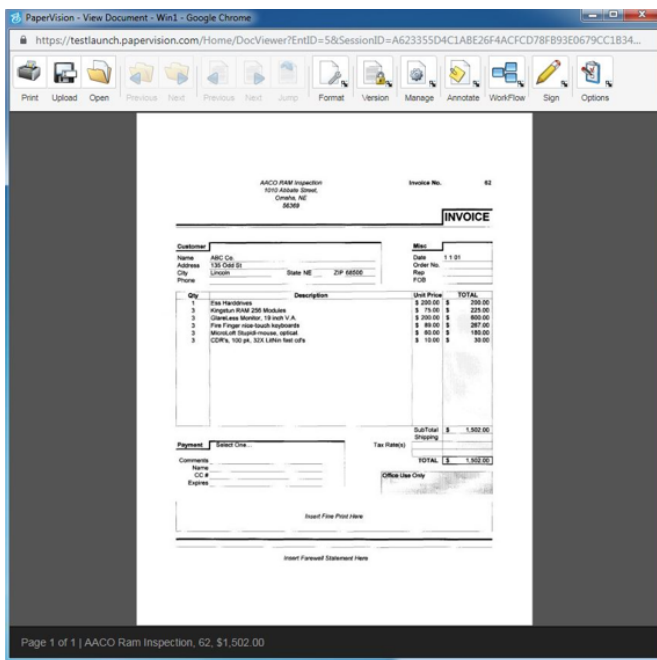 PaperVision - View Document - Win1 - Google Chrome
https://testlaunch.papervision.com/Home/DocViewer?EntID=5&SessionID=A623355D4C1A8E26F4ACFCD78FB93E0679CC1B34...
Print Upload Open Previous Next Previous Next Jump Format Version Manage Annotate WorkFlow Sign Options
AACO RAM Inspection Invoice No. 62
1010 Abbate Street,
Omaha, NE
56369
INVOICE
Customer Misc
Name ABC Co. Date 1 1 01
Address 135 Odd St Order No.
City Lincoln State NE ZIP 68500 Rep
Phone FOB
Qty Description Unit Price TOTAL
1 Ess Harddrives $ 200.00 $ 200.00
3 Kingstun RAM 256 Modules $ 75.00 $ 225.00
3 GlareLess Monitor, 19 inch V.A. $ 200.00 $ 600.00
3 Fire Finger nice-touch keyboards $ 89.00 $ 267.00
3 MicroLoft Stupid-mouse, optical $ 60.00 $ 180.00
3 CDR's, 100 pk, 32X LitNin fast cd's $ 10.00 $ 30.00
SubTotal $ 1,502.00
Shipping
Payment Select One... Tax Rate(s)
Comments TOTAL $ 1,502.00
Name
CC # Office Use Only
Expires
Insert Fine Print Here
Insert Farewell Statement Here
Page 1 of 1 | AACO Ram Inspection, 62, $1,502.00